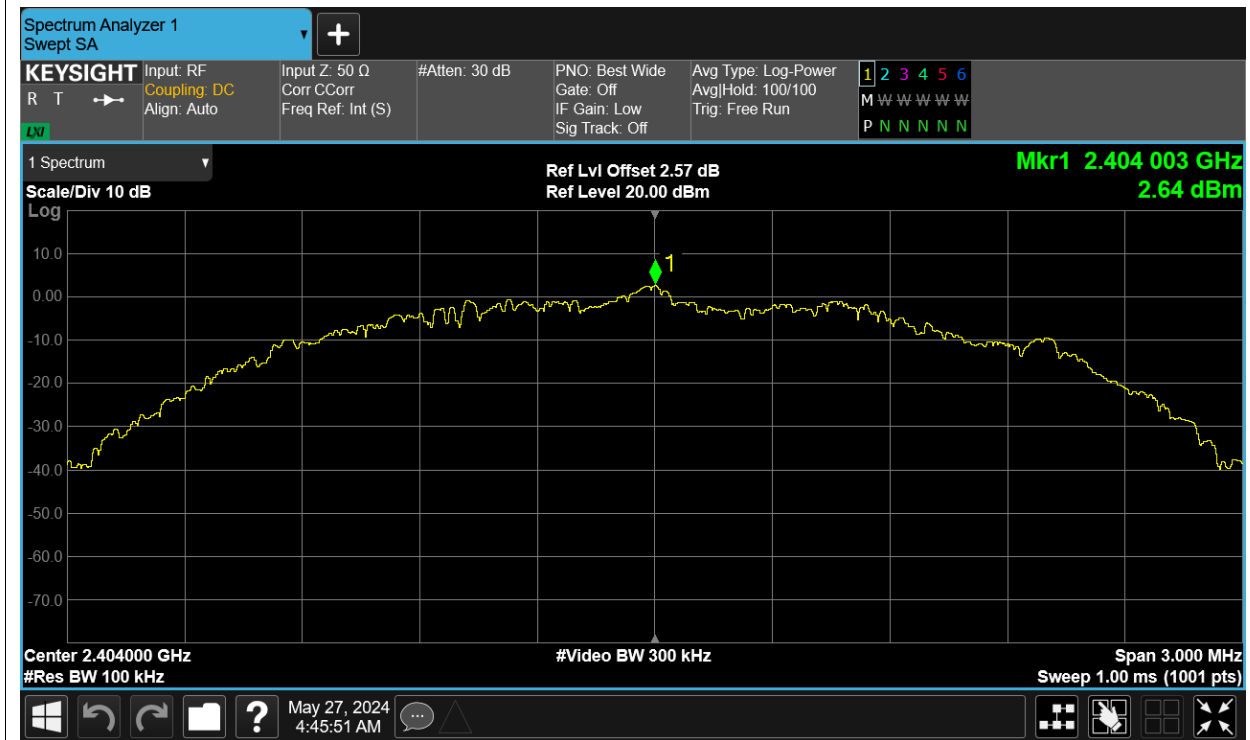 Spectrum Analyzer 1
Swept SA
+
KEYSIGHT
R T
LXI
Input: RF
Coupling: DC
Align: Auto
Input Z: 50 Ω
Corr CCorr
Freq Ref: Int (S)
#Atten: 30 dB
PNO: Best Wide
Gate: Off
IF Gain: Low
Sig Track: Off
Avg Type: Log-Power
Avg|Hold: 100/100
Trig: Free Run
1 2 3 4 5 6
M W W W W W
P N N N N N
1 Spectrum
Scale/Div 10 dB
Log
Ref Lvl Offset 2.57 dB
Ref Level 20.00 dBm
Mkr1 2.404 003 GHz
2.64 dBm
10.0
1
0.00
-10.0
-20.0
-30.0
-40.0
-50.0
-60.0
-70.0
Center 2.404000 GHz
#Res BW 100 kHz
#Video BW 300 kHz
Span 3.000 MHz
Sweep 1.00 ms (1001 pts)
?
May 27, 2024
4:45:51 AM